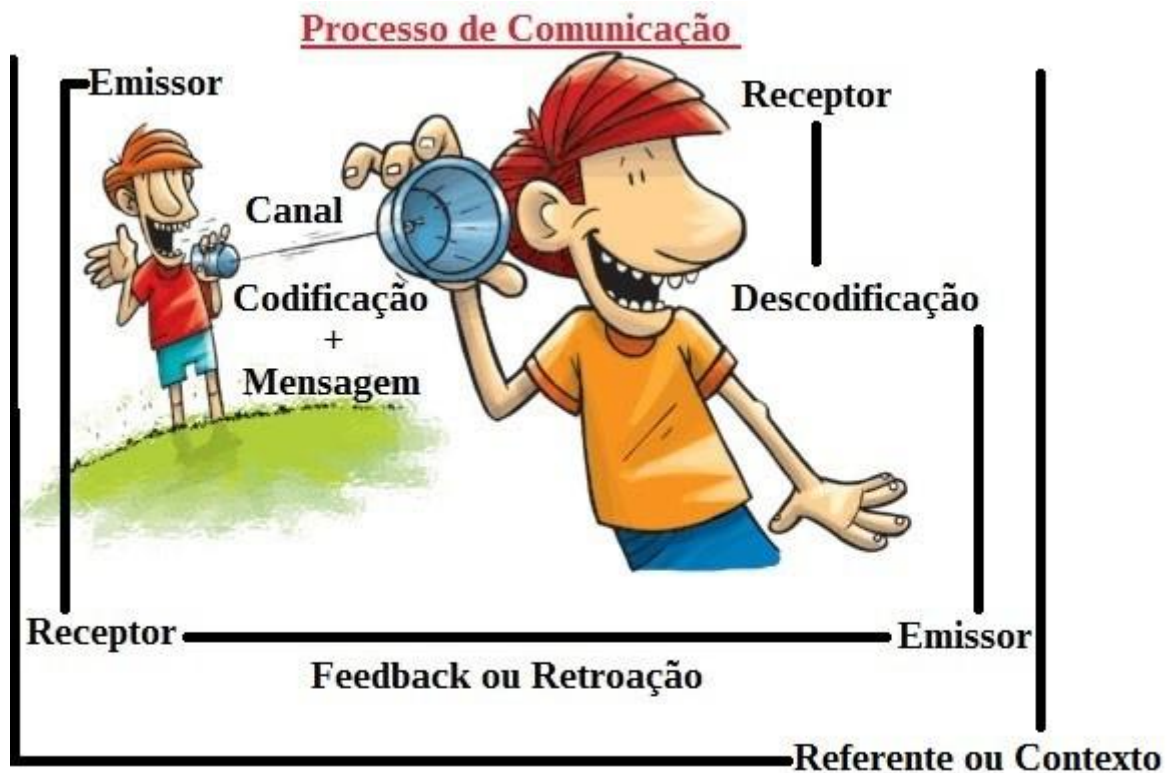 Processo de Comunicação
Emissor
Receptor
Canal
Codificação
+
Mensagem
Descodificação
Receptor
Emissor
Feedback ou Retroação
Referente ou Contexto